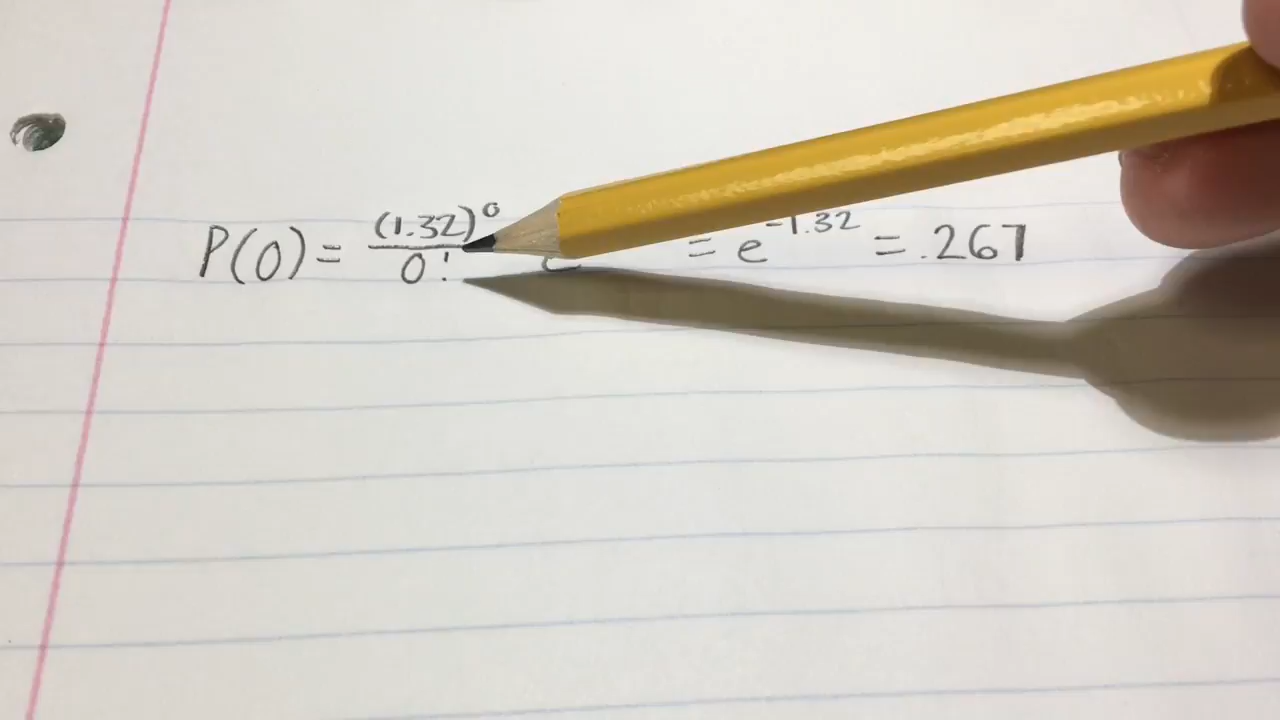 P(0) = (1.32)⁰/0! e = e^-1.32 = .267